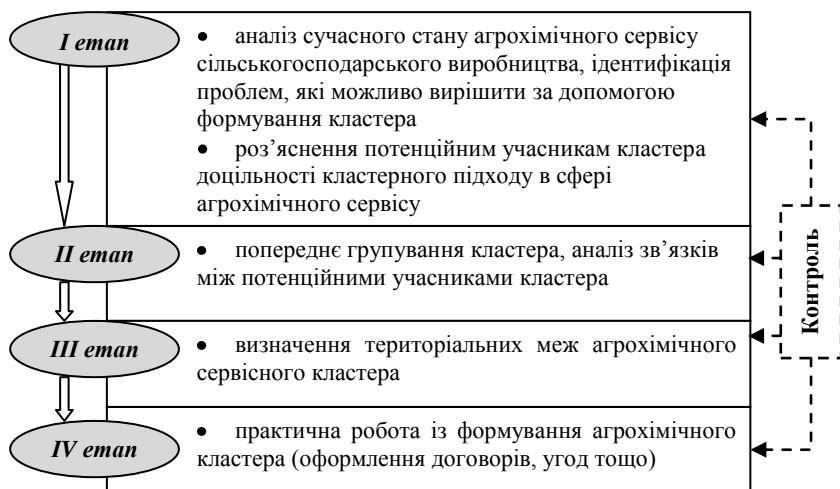 I етап
• аналіз сучасного стану агрохімічного сервісу
сільськогосподарського виробництва, ідентифікація
проблем, які можливо вирішити за допомогою
формування кластера
• роз’яснення потенційним учасникам кластера
доцільності кластерного підходу в сфері
агрохімічного сервісу
II етап
• попереднє групування кластера, аналіз зв’язків
між потенційними учасниками кластера
III етап
• визначення територіальних меж агрохімічного
сервісного кластера
IV етап
• практична робота із формування агрохімічного
кластера (оформлення договорів, угод тощо)
Контроль